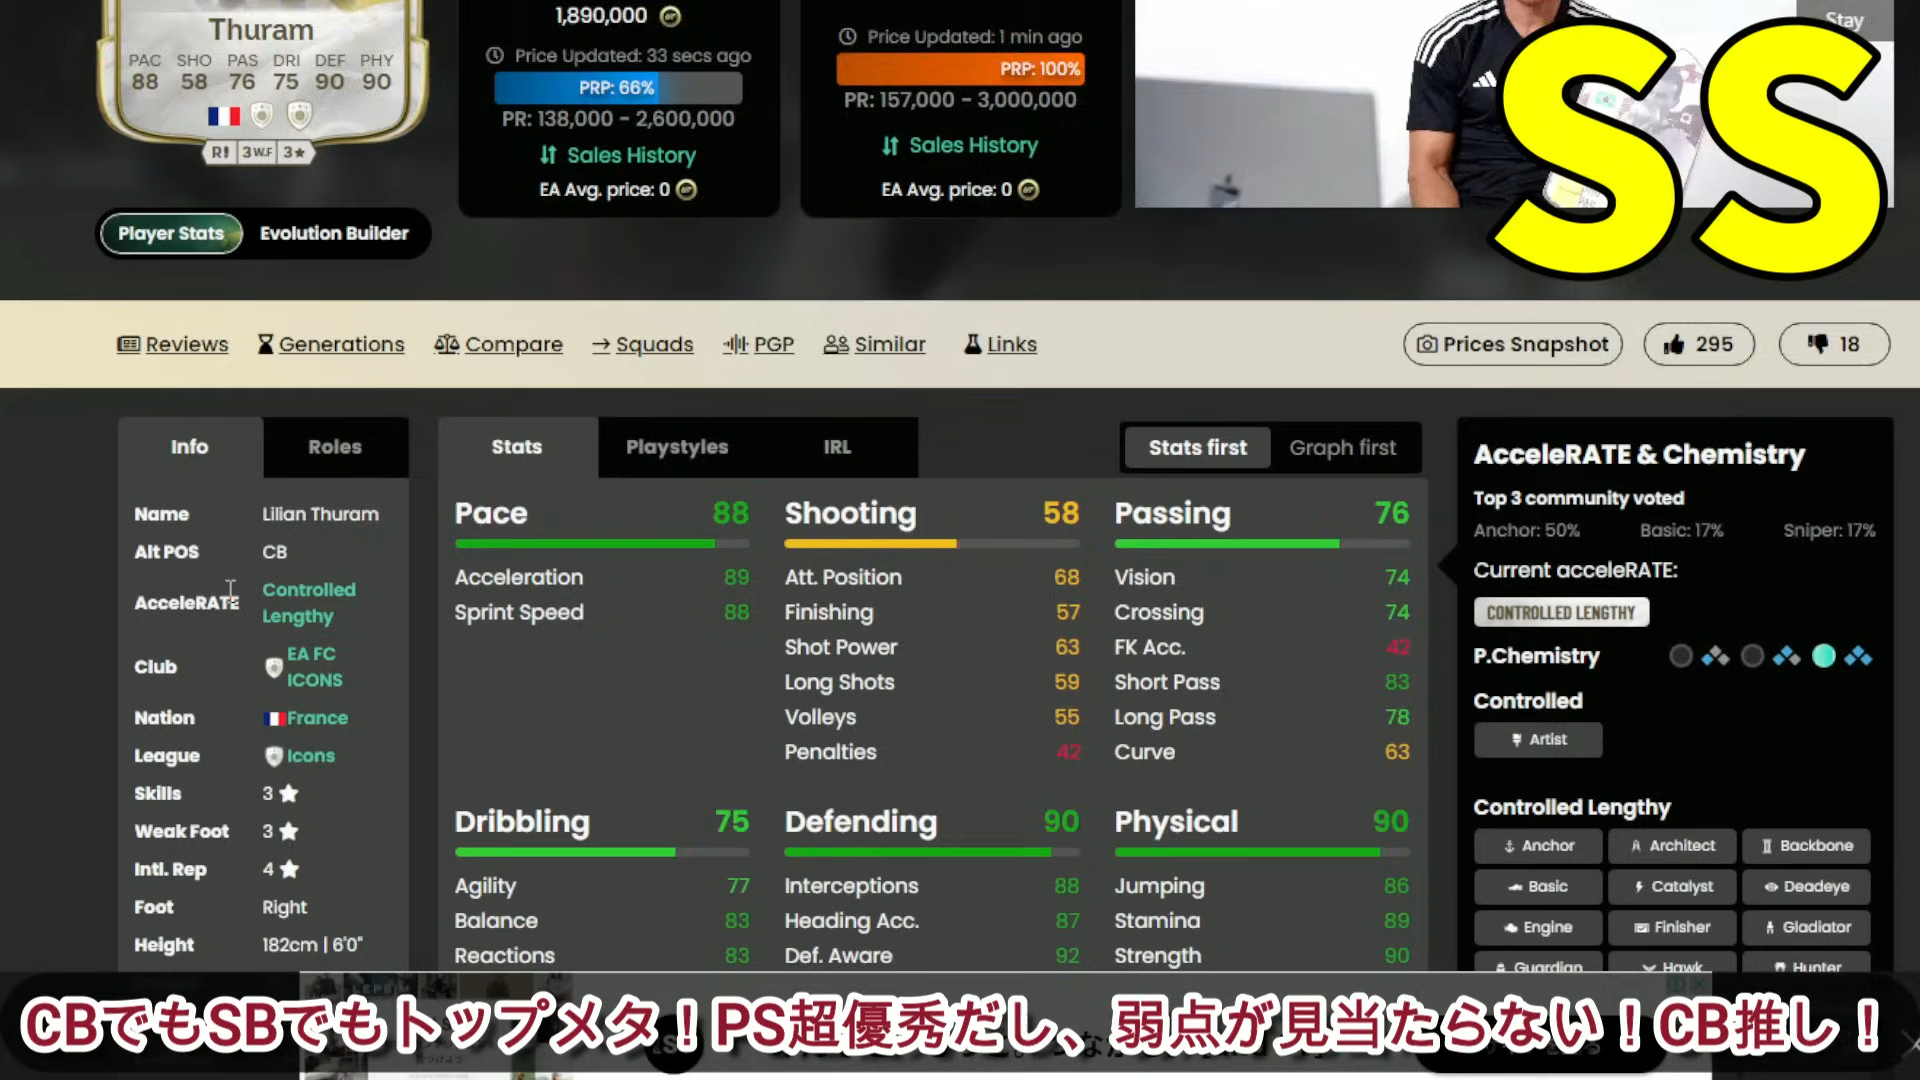 Thuram
PAC SHO PAS DRI DEF PHY
88 58 76 75 90 90
R 3 W.F 3★
1,890,000
Price Updated: 33 secs ago
PRP: 66%
PR: 138,000 - 2,600,000
Sales History
EA Avg. price: 0
Price Updated: 1 min ago
PRP: 100%
PR: 157,000 - 3,000,000
Sales History
EA Avg. price: 0
Stay
SS
Player Stats Evolution Builder
Reviews Generations Compare Squads PGP Similar Links Prices Snapshot 295 18
Info Roles
Name Lilian Thuram
Alt POS CB
AcceleRATE Controlled Lengthy
Club EA FC ICONS
Nation France
League Icons
Skills 3 ★
Weak Foot 3 ★
Intl. Rep 4 ★
Foot Right
Height 182cm | 6'0"
Stats Playstyles IRL Stats first Graph first
Pace 88
Acceleration 89
Sprint Speed 88
Shooting 58
Att. Position 68
Finishing 57
Shot Power 63
Long Shots 59
Volleys 55
Penalties 42
Passing 76
Vision 74
Crossing 74
FK Acc. 42
Short Pass 83
Long Pass 78
Curve 63
Dribbling 75
Agility 77
Balance 83
Reactions 83
Defending 90
Interceptions 88
Heading Acc. 87
Def. Aware 92
Physical 90
Jumping 86
Stamina 89
Strength 90
AcceleRATE & Chemistry
Top 3 community voted
Anchor: 50% Basic: 17% Sniper: 17%
Current acceleRATE:
CONTROLLED LENGTHY
P.Chemistry
Controlled
Artist
Controlled Lengthy
Anchor Architect Backbone
Basic Catalyst Deadeye
Engine Finisher Gladiator
Guardian Hawk Hunter
CBでもSBでもトップメタ！PS超優秀だし、弱点が見当たらない！CB推し！